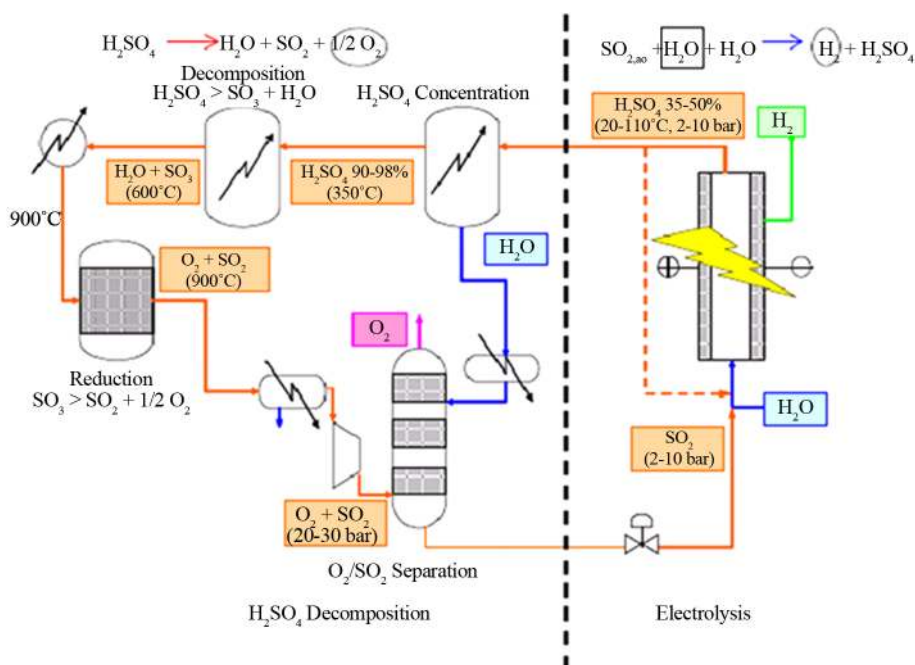 H₂SO₄ → H₂O + SO₂ + 1/2 O₂
SO₂,ao + H₂O + H₂O → H₂ + H₂SO₄
Decomposition
H₂SO₄ > SO₃ + H₂O
H₂SO₄ Concentration
H₂SO₄ 35-50%
(20-110˚C, 2-10 bar)
H₂
H₂O + SO₃
(600˚C)
H₂SO₄ 90-98%
(350˚C)
900˚C
O₂ + SO₂
(900˚C)
H₂O
O₂
Reduction
SO₃ > SO₂ + 1/2 O₂
H₂O
SO₂
(2-10 bar)
O₂ + SO₂
(20-30 bar)
O₂/SO₂ Separation
H₂SO₄ Decomposition
Electrolysis